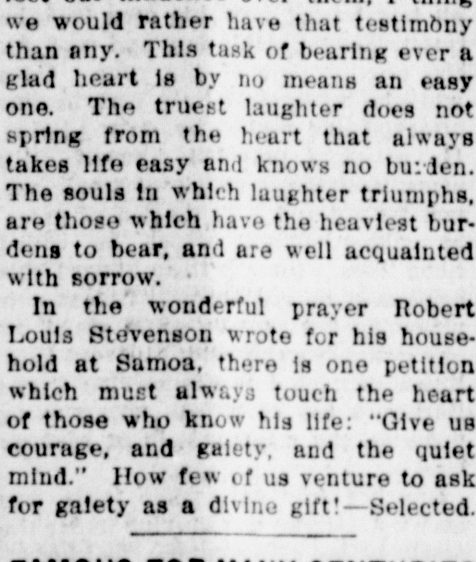 we would rather have that testimony
than any. This task of bearing ever a
glad heart is by no means an easy
one. The truest laughter does not
spring from the heart that always
takes life easy and knows no burden.
The souls in which laughter triumphs,
are those which have the heaviest bur-
dens to bear, and are well acquainted
with sorrow.
In the wonderful prayer Robert
Louis Stevenson wrote for his house-
hold at Samoa, there is one petition
which must always touch the heart
of those who know his life: "Give us
courage, and gaiety, and the quiet
mind." How few of us venture to ask
for gaiety as a divine gift!—Selected.